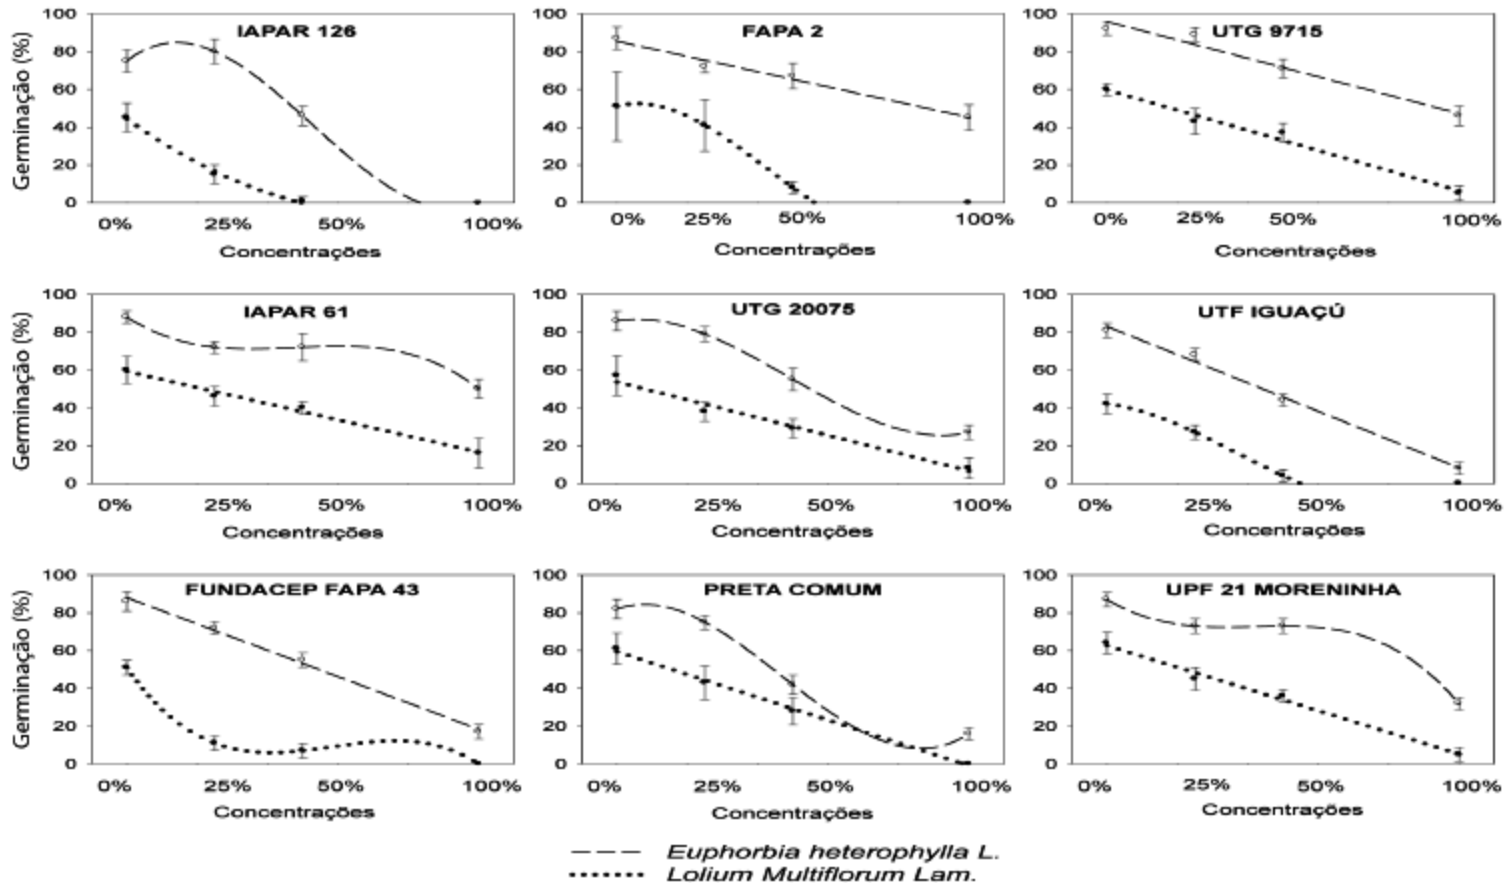 IAPAR 126
FAPA 2
UTG 9715
Germinação (%)
100
80
60
40
20
0
100
80
60
40
20
0
100
80
60
40
20
0
0% 25% 50% 100%
0% 25% 50% 100%
0% 25% 50% 100%
Concentrações
Concentrações
Concentrações
IAPAR 61
UTG 20075
UTF IGUAÇÚ
Germinação (%)
100
80
60
40
20
0
100
80
60
40
20
0
100
80
60
40
20
0
0% 25% 50% 100%
0% 25% 50% 100%
0% 25% 50% 100%
Concentrações
Concentrações
Concentrações
FUNDACEP FAPA 43
PRETA COMUM
UPF 21 MORENINHA
Germinação (%)
100
80
60
40
20
0
100
80
60
40
20
0
100
80
60
40
20
0
0% 25% 50% 100%
0% 25% 50% 100%
0% 25% 50% 100%
Concentrações
Concentrações
Concentrações
Euphorbia heterophylla L.
Lolium Multiflorum Lam.